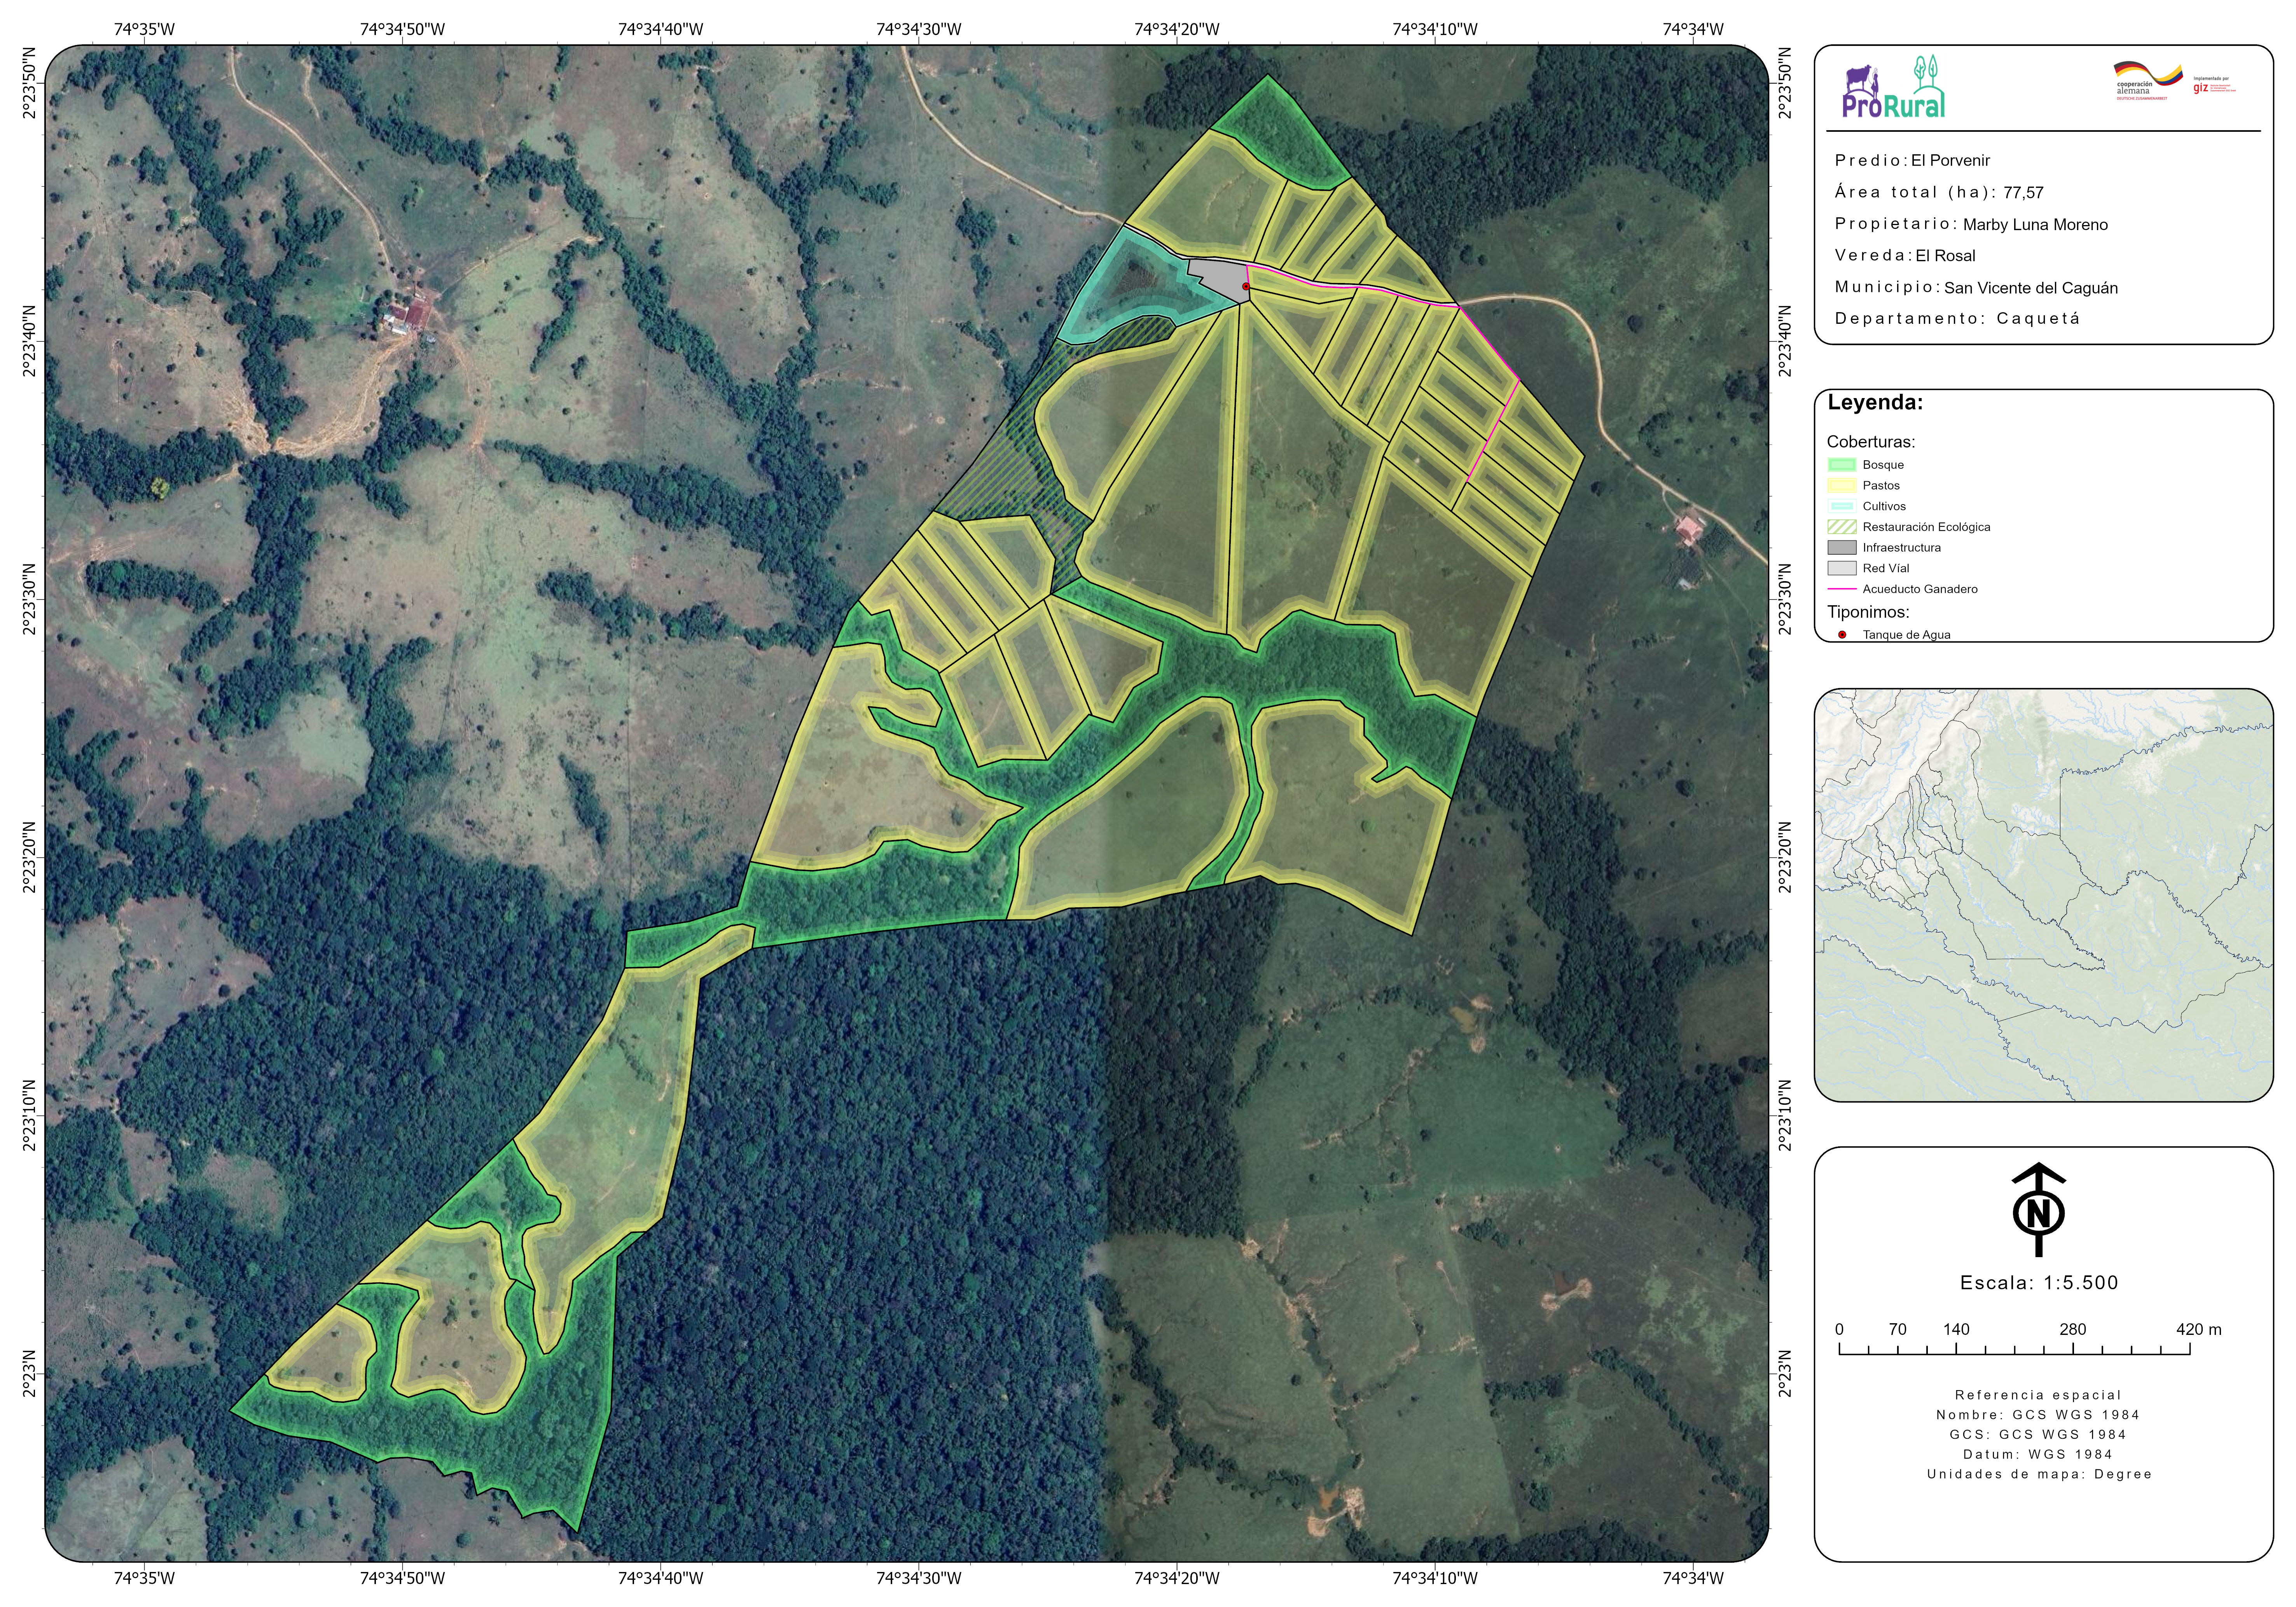 74°35'W 74°34'50"W 74°34'40"W 74°34'30"W 74°34'20"W 74°34'10"W 74°34'W
2°23'50"N 2°23'50"N
2°23'40"N 2°23'40"N
2°23'30"N 2°23'30"N
2°23'20"N 2°23'20"N
2°23'10"N 2°23'10"N
2°23'N 2°23'N
74°35'W 74°34'50"W 74°34'40"W 74°34'30"W 74°34'20"W 74°34'10"W 74°34'W
ProRural
cooperación
alemana
DEUTSCHE ZUSAMMENARBEIT
Implementada por
giz
Predio: El Porvenir
Área total (ha): 77,57
Propietario: Marby Luna Moreno
Vereda: El Rosal
Municipio: San Vicente del Caguán
Departamento: Caquetá
Leyenda:
Coberturas:
Bosque
Pastos
Cultivos
Restauración Ecológica
Infraestructura
Red Víal
Acueducto Ganadero
Tiponimos:
Tanque de Agua
N
Escala: 1:5.500
0 70 140 280 420 m
Referencia espacial
Nombre: GCS WGS 1984
GCS: GCS WGS 1984
Datum: WGS 1984
Unidades de mapa: Degree